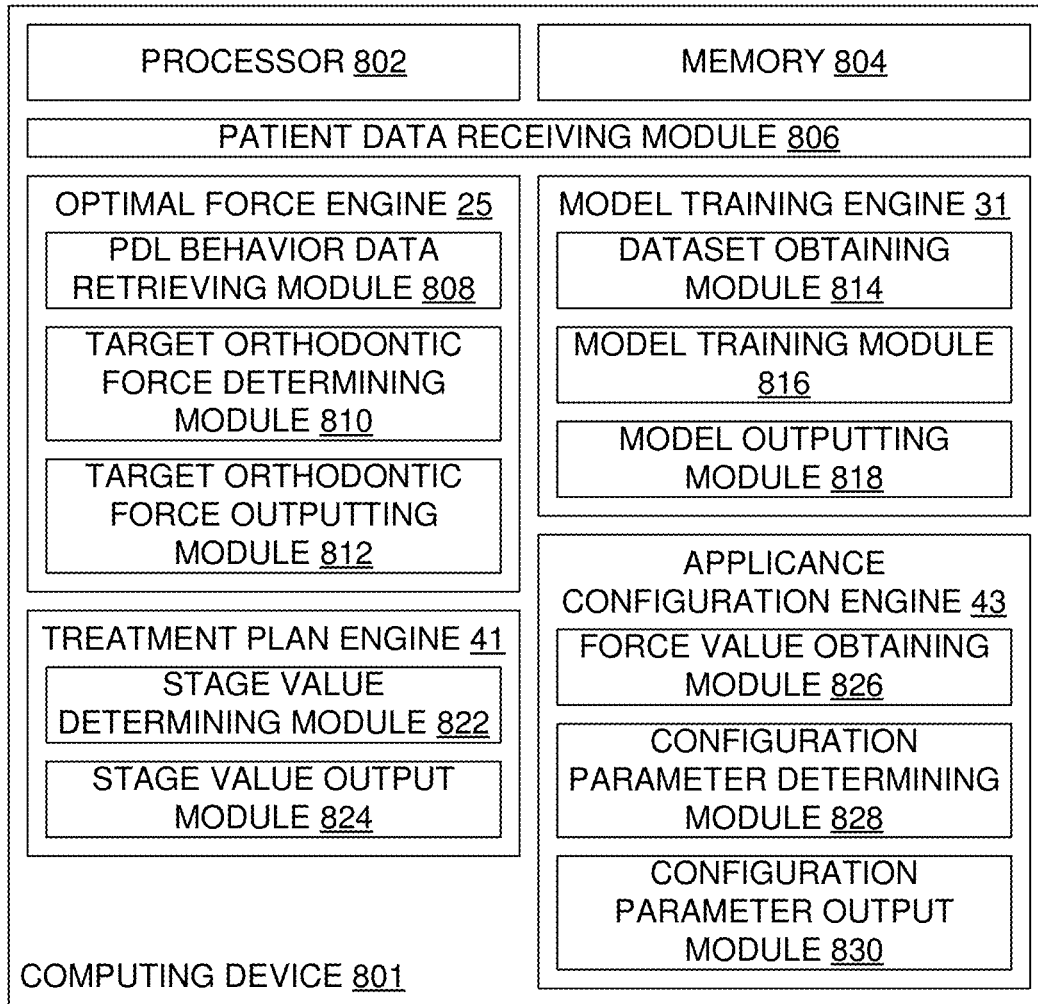 PROCESSOR 802
MEMORY 804
PATIENT DATA RECEIVING MODULE 806
OPTIMAL FORCE ENGINE 25
PDL BEHAVIOR DATA
RETRIEVING MODULE 808
TARGET ORTHODONTIC
FORCE DETERMINING
MODULE 810
TARGET ORTHODONTIC
FORCE OUTPUTTING
MODULE 812
TREATMENT PLAN ENGINE 41
STAGE VALUE
DETERMINING MODULE 822
STAGE VALUE OUTPUT
MODULE 824
MODEL TRAINING ENGINE 31
DATASET OBTAINING
MODULE 814
MODEL TRAINING MODULE
816
MODEL OUTPUTTING
MODULE 818
APPLICANCE
CONFIGURATION ENGINE 43
FORCE VALUE OBTAINING
MODULE 826
CONFIGURATION
PARAMETER DETERMINING
MODULE 828
CONFIGURATION
PARAMETER OUTPUT
MODULE 830
COMPUTING DEVICE 801